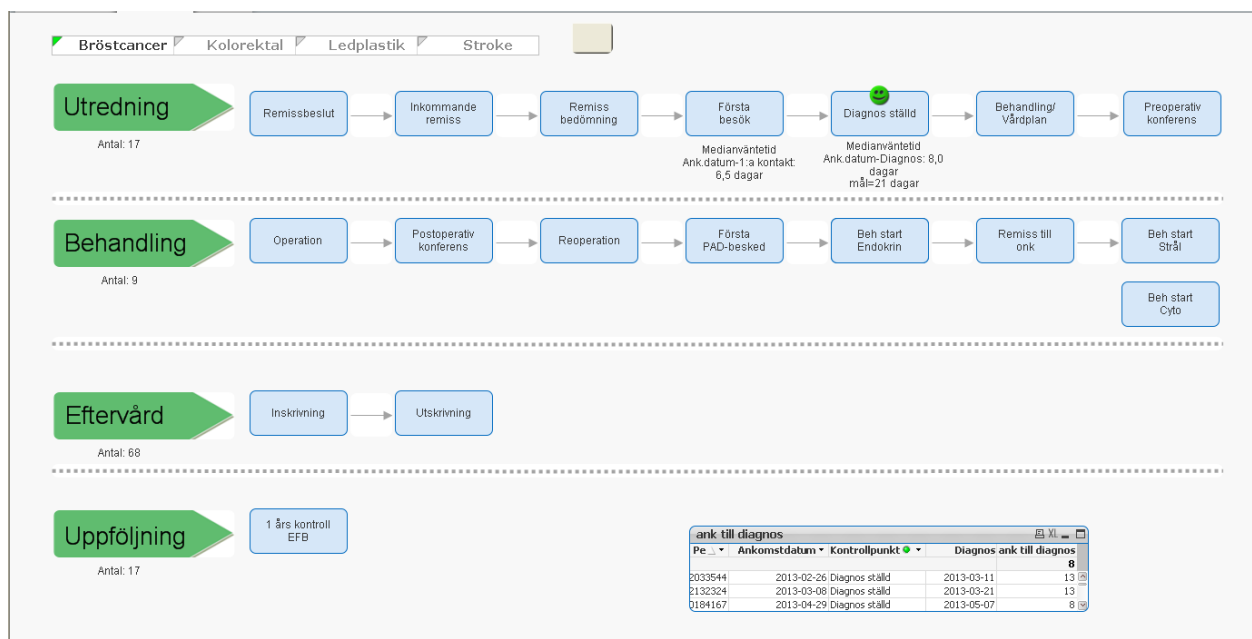 Bröstcancer Kolorektal Ledplastik Stroke
Utredning
Antal: 17
Remissbeslut
Inkommande
remiss
Remiss
bedömning
Första
besök
Diagnos ställd
Behandling/
Vårdplan
Preoperativ
konferens
Medianväntetid
Ank.datum-1:a kontakt:
6,5 dagar
Medianväntetid
Ank.datum-Diagnos: 8,0
dagar
mål=21 dagar
Behandling
Antal: 9
Operation
Postoperativ
konferens
Reoperation
Första
PAD-besked
Beh start
Endokrin
Remiss till
onk
Beh start
Strål
Beh start
Cyto
Eftervård
Antal: 68
Inskrivning
Utskrivning
Uppföljning
Antal: 17
1 års kontroll
EFB
ank till diagnos XL
Pe Ankomstdatum Kontrollpunkt Diagnos ank till diagnos
8
2033544 2013-02-26 Diagnos ställd 2013-03-11 13
2132324 2013-03-08 Diagnos ställd 2013-03-21 13
0184167 2013-04-29 Diagnos ställd 2013-05-07 8